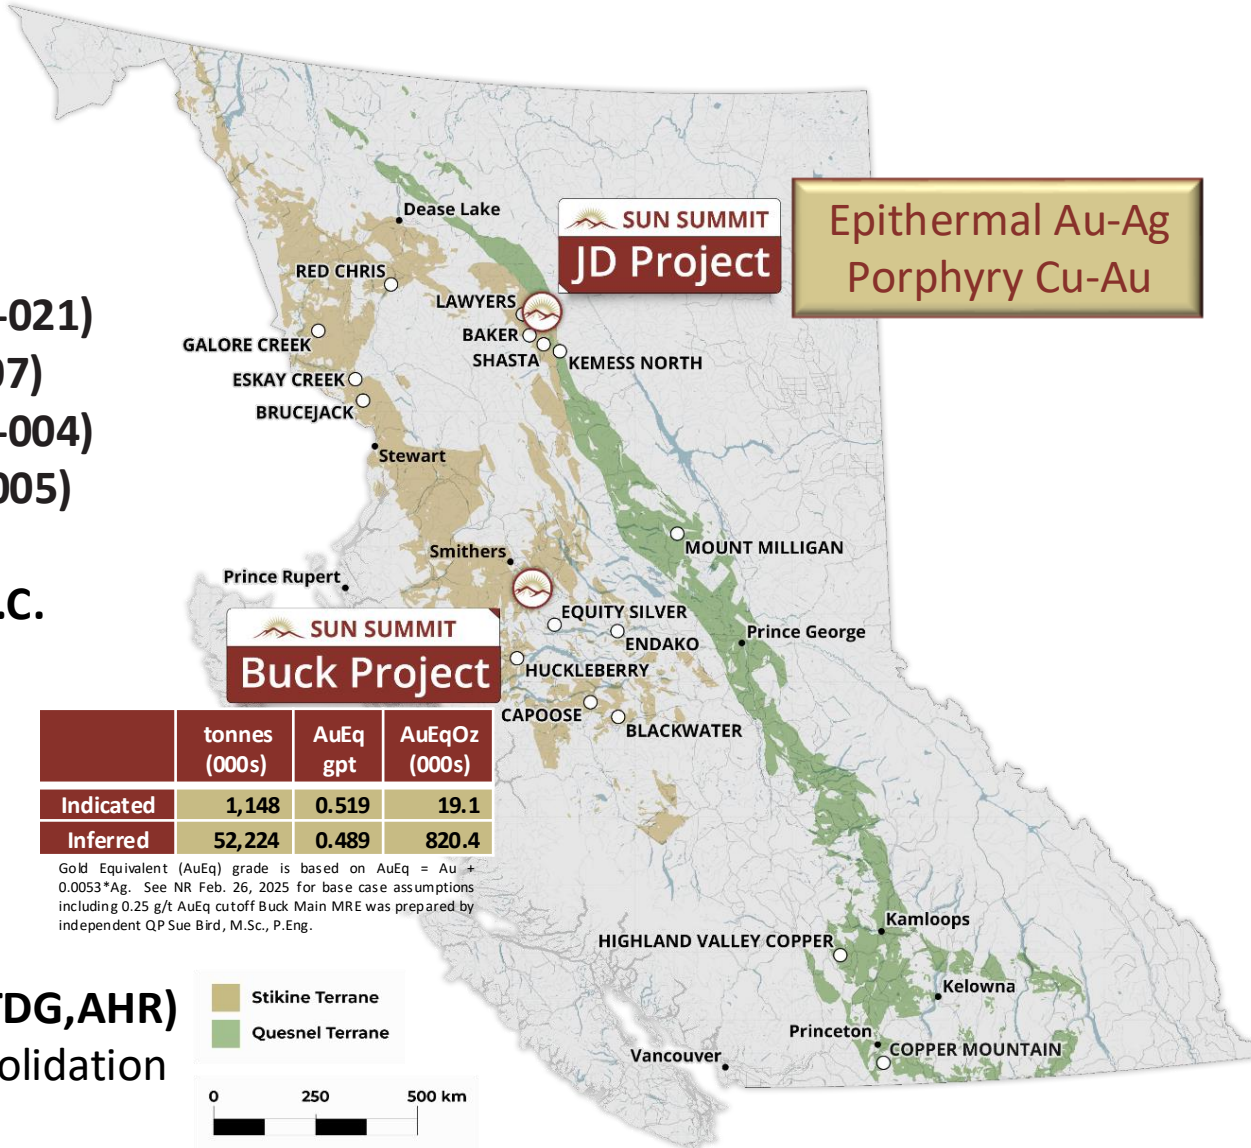 Dease Lake
SUN SUMMIT
JD Project
Epithermal Au-Ag
Porphyry Cu-Au
RED CHRIS
LAWYERS
-021)
GALORE CREEK
BAKER
SHASTA
KEMESS NORTH
97)
ESKAY CREEK
BRUCEJACK
-004)
Stewart
005)
MOUNT MILLIGAN
Smithers
Prince Rupert
.C.
EQUITY SILVER
SUN SUMMIT
Buck Project
ENDAKO
Prince George
HUCKLEBERRY
CAPOOSE
BLACKWATER
tonnes (000s) AuEq gpt AuEqOz (000s)
Indicated 1,148 0.519 19.1
Inferred 52,224 0.489 820.4
Gold Equivalent (AuEq) grade is based on AuEq = Au +
0.0053*Ag. See NR Feb. 26, 2025 for base case assumptions
including 0.25 g/t AuEq cutoff Buck Main MRE was prepared by
independent QP Sue Bird, M.Sc., P.Eng.
Kamloops
HIGHLAND VALLEY COPPER
Kelowna
TDG,AHR)
Stikine Terrane
Quesnel Terrane
Princeton
COPPER MOUNTAIN
Vancouver
olidation
0 250 500 km